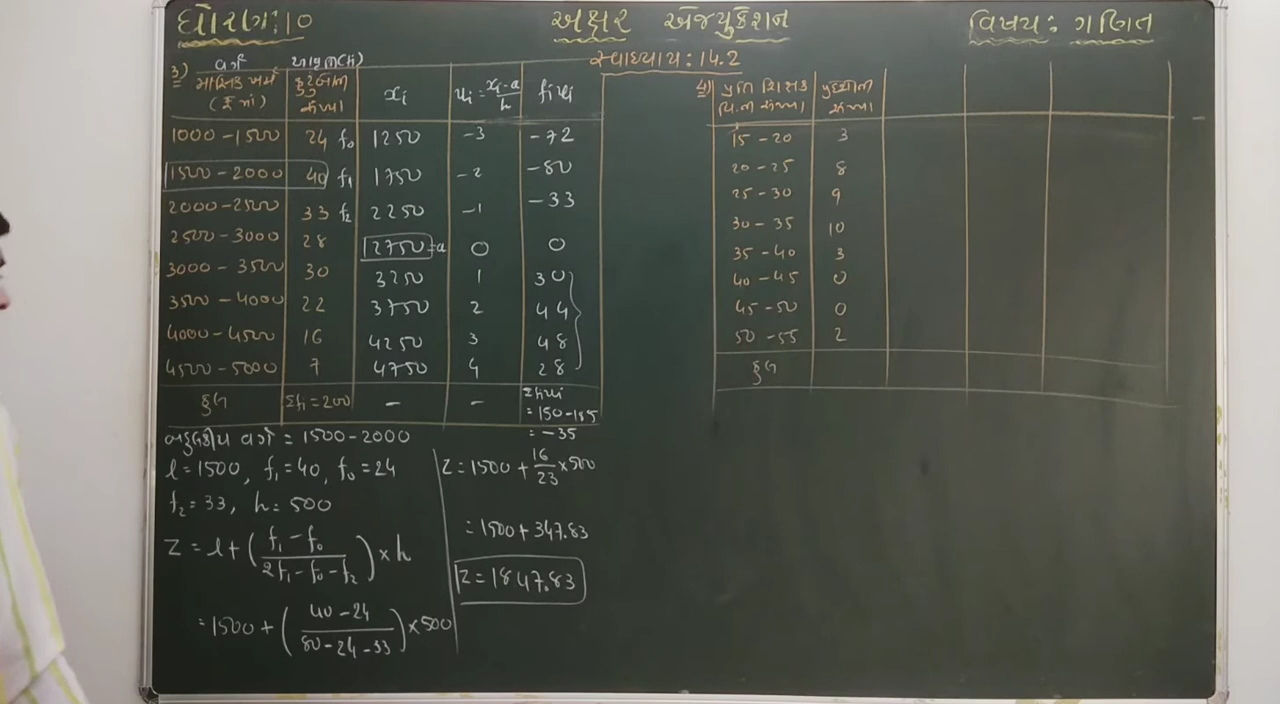 ધોરણ:10 અક્ષર એજ્યુકેશન વિષય: ગણિત
સ્વાધ્યાય: 14.2
3) વર્ગ આવૃત્તિ(fi)
માસિક ખર્ચ (₹ માં) કુટુંબોની સંખ્યા xi ui = xi-a/h fiui
1000-1500 24 f₀ 1250 -3 -72
1500-2000 40 f₁ 1750 -2 -80
2000-2500 33 f₂ 2250 -1 -33
2500-3000 28 2750=a 0 0
3000-3500 30 3250 1 30
3500-4000 22 3750 2 44
4000-4500 16 4250 3 48
4500-5000 7 4750 4 28
કુલ Σfi=200 - - Σfiui
=150-185
=-35
બહુલકીય વર્ગ = 1500-2000
l=1500, f₁=40, f₀=24
f₂=33, h=500
Z = l+(f₁-f₀/2f₁-f₀-f₂)×h
=1500+(40-24/80-24-33)×500
Z=1500+16/23×500
=1500+347.83
Z=1847.83
4) પ્રતિ શિક્ષક વિ.ની સંખ્યા સંખ્યા
15-20 3
20-25 8
25-30 9
30-35 10
35-40 3
40-45 0
45-50 0
50-55 2
કુલ